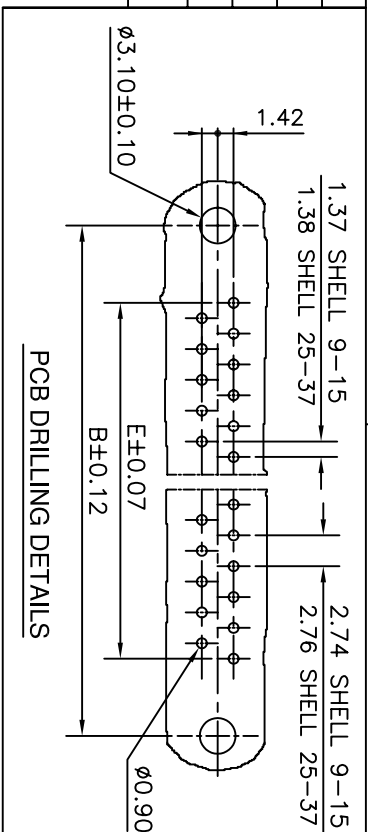 1.37 SHELL 9-15
1.38 SHELL 25-37
2.74 SHELL 9-15
2.76 SHELL 25-37
1.42
ø3.10±0.10
ø0.90
E±0.07
B±0.12
PCB DRILLING DETAILS